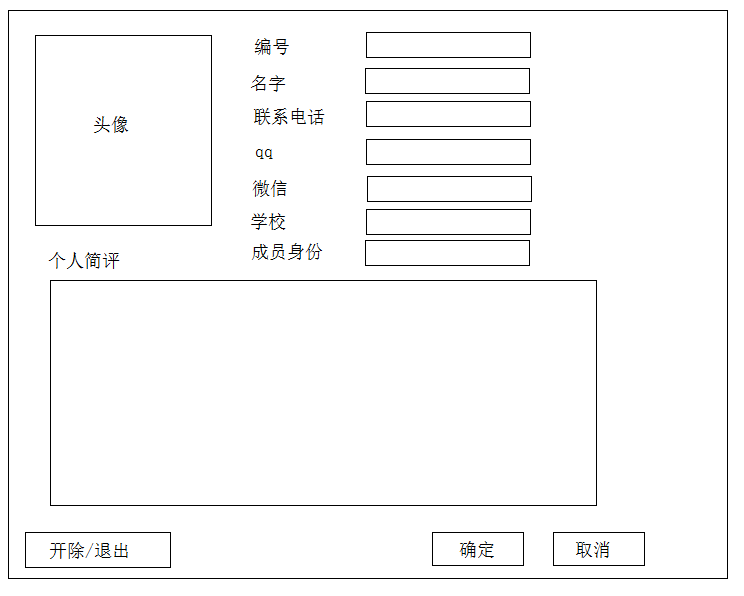 头像
编号
名字
联系电话
qq
微信
学校
成员身份
个人简评
开除/退出
确定
取消